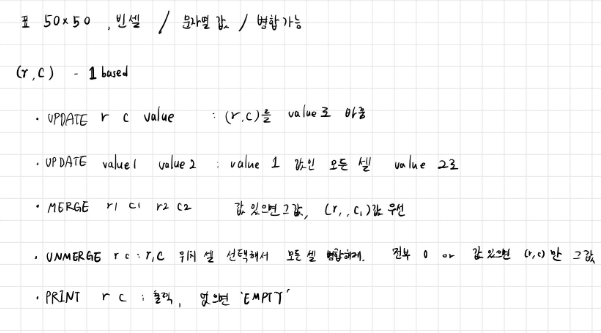 표 50×50 , 빈셀 / 문자열 값 / 병합 가능
(r, c) - 1 based
· UPDATE r c value : (r,c)를 value로 바꿈
· UPDATE value1 value2 : value 1 값인 모든 셀 value 2로
· MERGE r1 c1 r2 c2 값 있으면 그값, (r1, c1)값 우선
· UNMERGE r c : r,c 위치 셀 선택해서 모든 셀 병합해제. 전부 0 or 값 있으면 (r,c)만 그값
· PRINT r c : 출력, 없으면 'EMPTY'